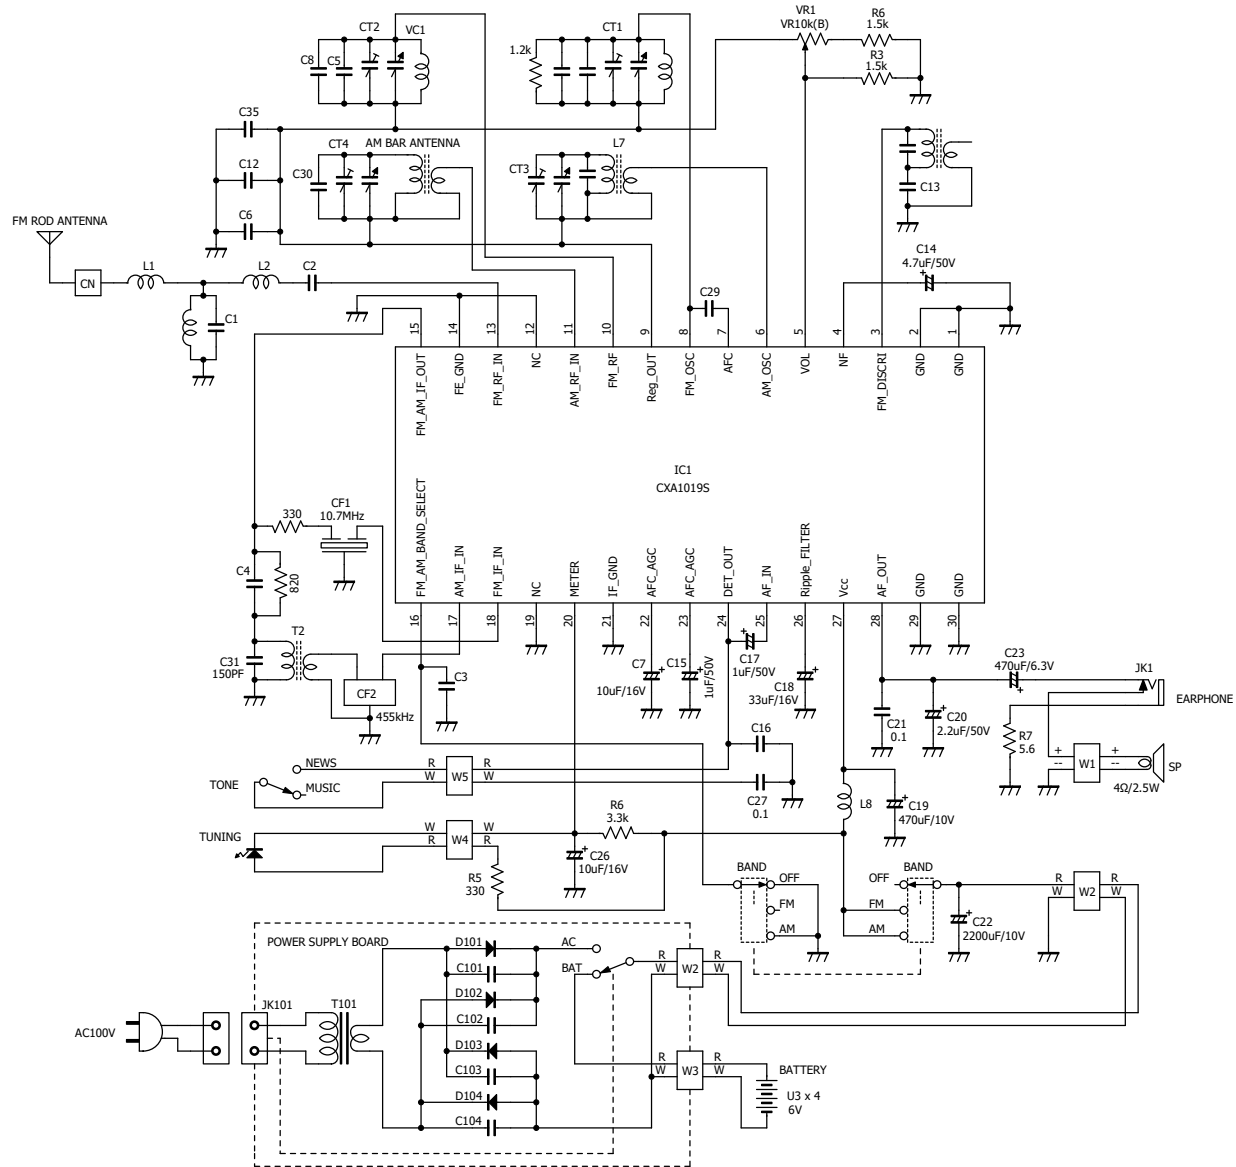 VR1
VR10k(B)
R6
1.5k
R3
1.5k
CT2
VC1
C8
C5
CT1
1.2k
C35
C12
C6
CT4
AM BAR ANTENNA
C30
L7
CT3
C13
FM ROD ANTENNA
CN
L1
L2
C2
C1
C29
C14
4.7uF/50V
+
15
14
13
12
11
10
9
8
7
6
5
4
3
2
1
FM_AM_IF_OUT
FE_GND
FM_RF_IN
NC
AM_RF_IN
FM_RF
Reg_OUT
FM_OSC
AFC
AM_OSC
VOL
NF
FM_DISCRI
GND
GND
IC1
CXA1019S
FM_AM_BAND_SELECT
AM_IF_IN
FM_IF_IN
NC
METER
IF_GND
AFC_AGC
AFC_AGC
DET_OUT
AF_IN
Ripple_FILTER
Vcc
AF_OUT
GND
GND
16
17
18
19
20
21
22
23
24
25
26
27
28
29
30
330
CF1
10.7MHz
C4
820
T2
C31
150PF
CF2
455kHz
C3
C7
10uF/16V
+
C15
1uF/50V
+
C17
1uF/50V
+
C18
33uF/16V
+
C23
470uF/6.3V
+
JK1
EARPHONE
C21
0.1
C20
2.2uF/50V
+
R7
5.6
W1
+
--
+
--
SP
4Ω/2.5W
C16
C27
0.1
TONE
NEWS
MUSIC
R
W
W5
R
W
L8
C19
470uF/10V
+
TUNING
W
R
W4
W
R
R6
3.3k
C26
10uF/16V
+
R5
330
BAND
OFF
FM
AM
BAND
OFF
FM
AM
C22
2200uF/10V
+
R
W
W2
R
W
POWER SUPPLY BOARD
D101
C101
D102
C102
D103
C103
D104
C104
AC
BAT
R
W
W2
R
W
AC100V
JK101
T101
R
W
W3
R
W
BATTERY
U3 x 4
6V